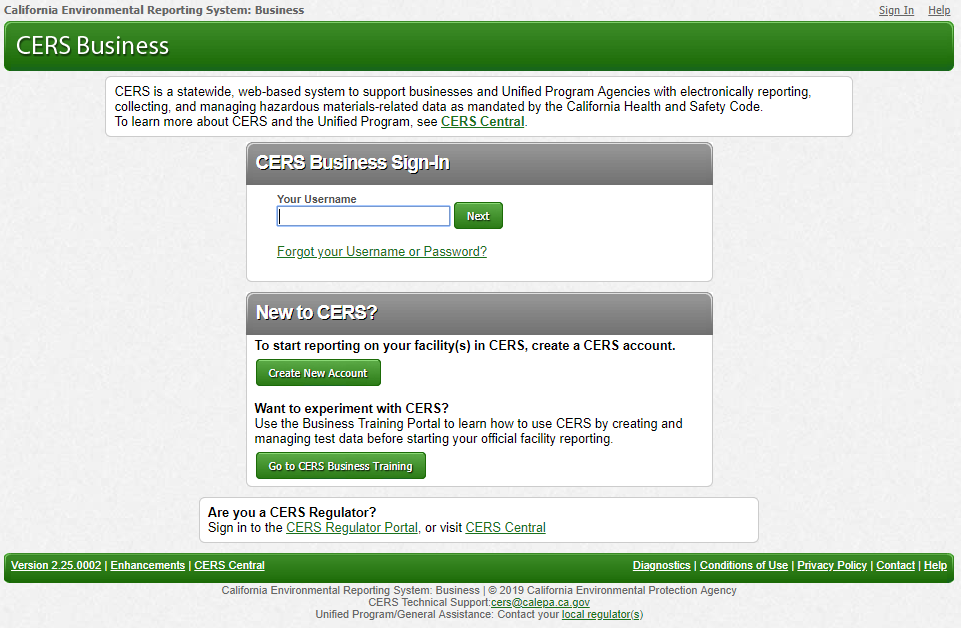 California Environmental Reporting System: Business
Sign In Help
CERS Business
CERS is a statewide, web-based system to support businesses and Unified Program Agencies with electronically reporting,
collecting, and managing hazardous materials-related data as mandated by the California Health and Safety Code.
To learn more about CERS and the Unified Program, see CERS Central.
CERS Business Sign-In
Your Username
Next
Forgot your Username or Password?
New to CERS?
To start reporting on your facility(s) in CERS, create a CERS account.
Create New Account
Want to experiment with CERS?
Use the Business Training Portal to learn how to use CERS by creating and
managing test data before starting your official facility reporting.
Go to CERS Business Training
Are you a CERS Regulator?
Sign in to the CERS Regulator Portal, or visit CERS Central
Version 2.25.0002 | Enhancements | CERS Central
Diagnostics | Conditions of Use | Privacy Policy | Contact | Help
California Environmental Reporting System: Business | © 2019 California Environmental Protection Agency
CERS Technical Support:cers@calepa.ca.gov
Unified Program/General Assistance: Contact your local regulator(s)